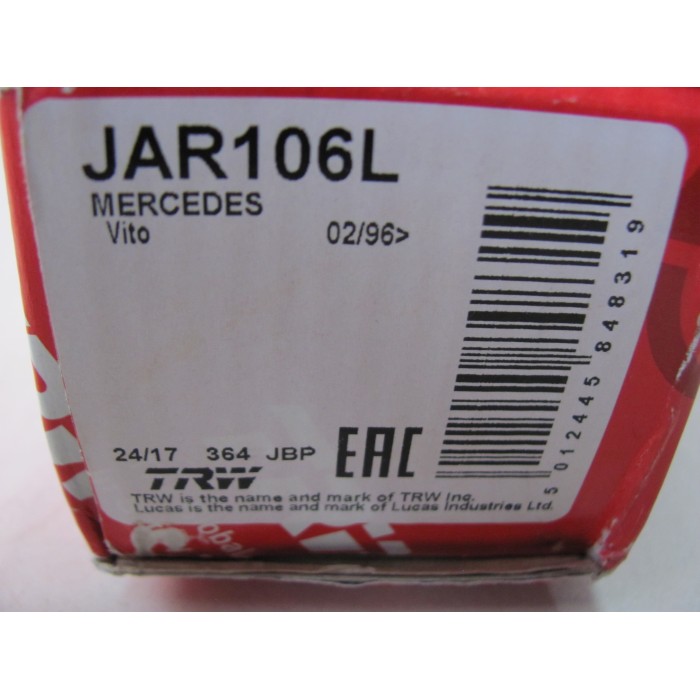 JAR106L
MERCEDES
Vito 02/96>
5 012445 848319
24/17 364 JBP EAC
TRW
TRW is the name and mark of TRW Inc.
Lucas is the name and mark of Lucas Industries Ltd.